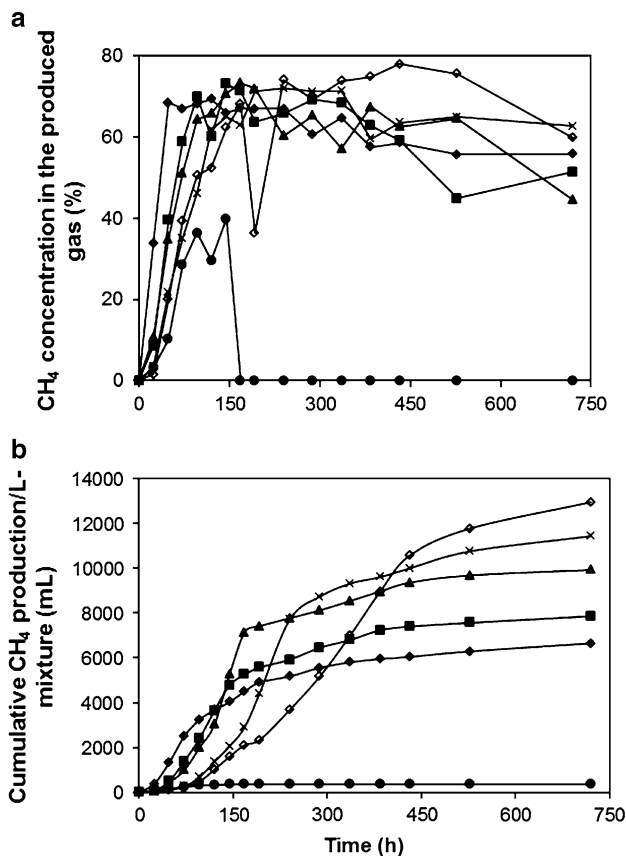 a
CH4 concentration in the produced
gas (%)
80
60
40
20
0
0 150 300 450 600 750
b
Cumulative CH4 production/L-
mixture (mL)
14000
12000
10000
8000
6000
4000
2000
0
0 150 300 450 600 750
Time (h)